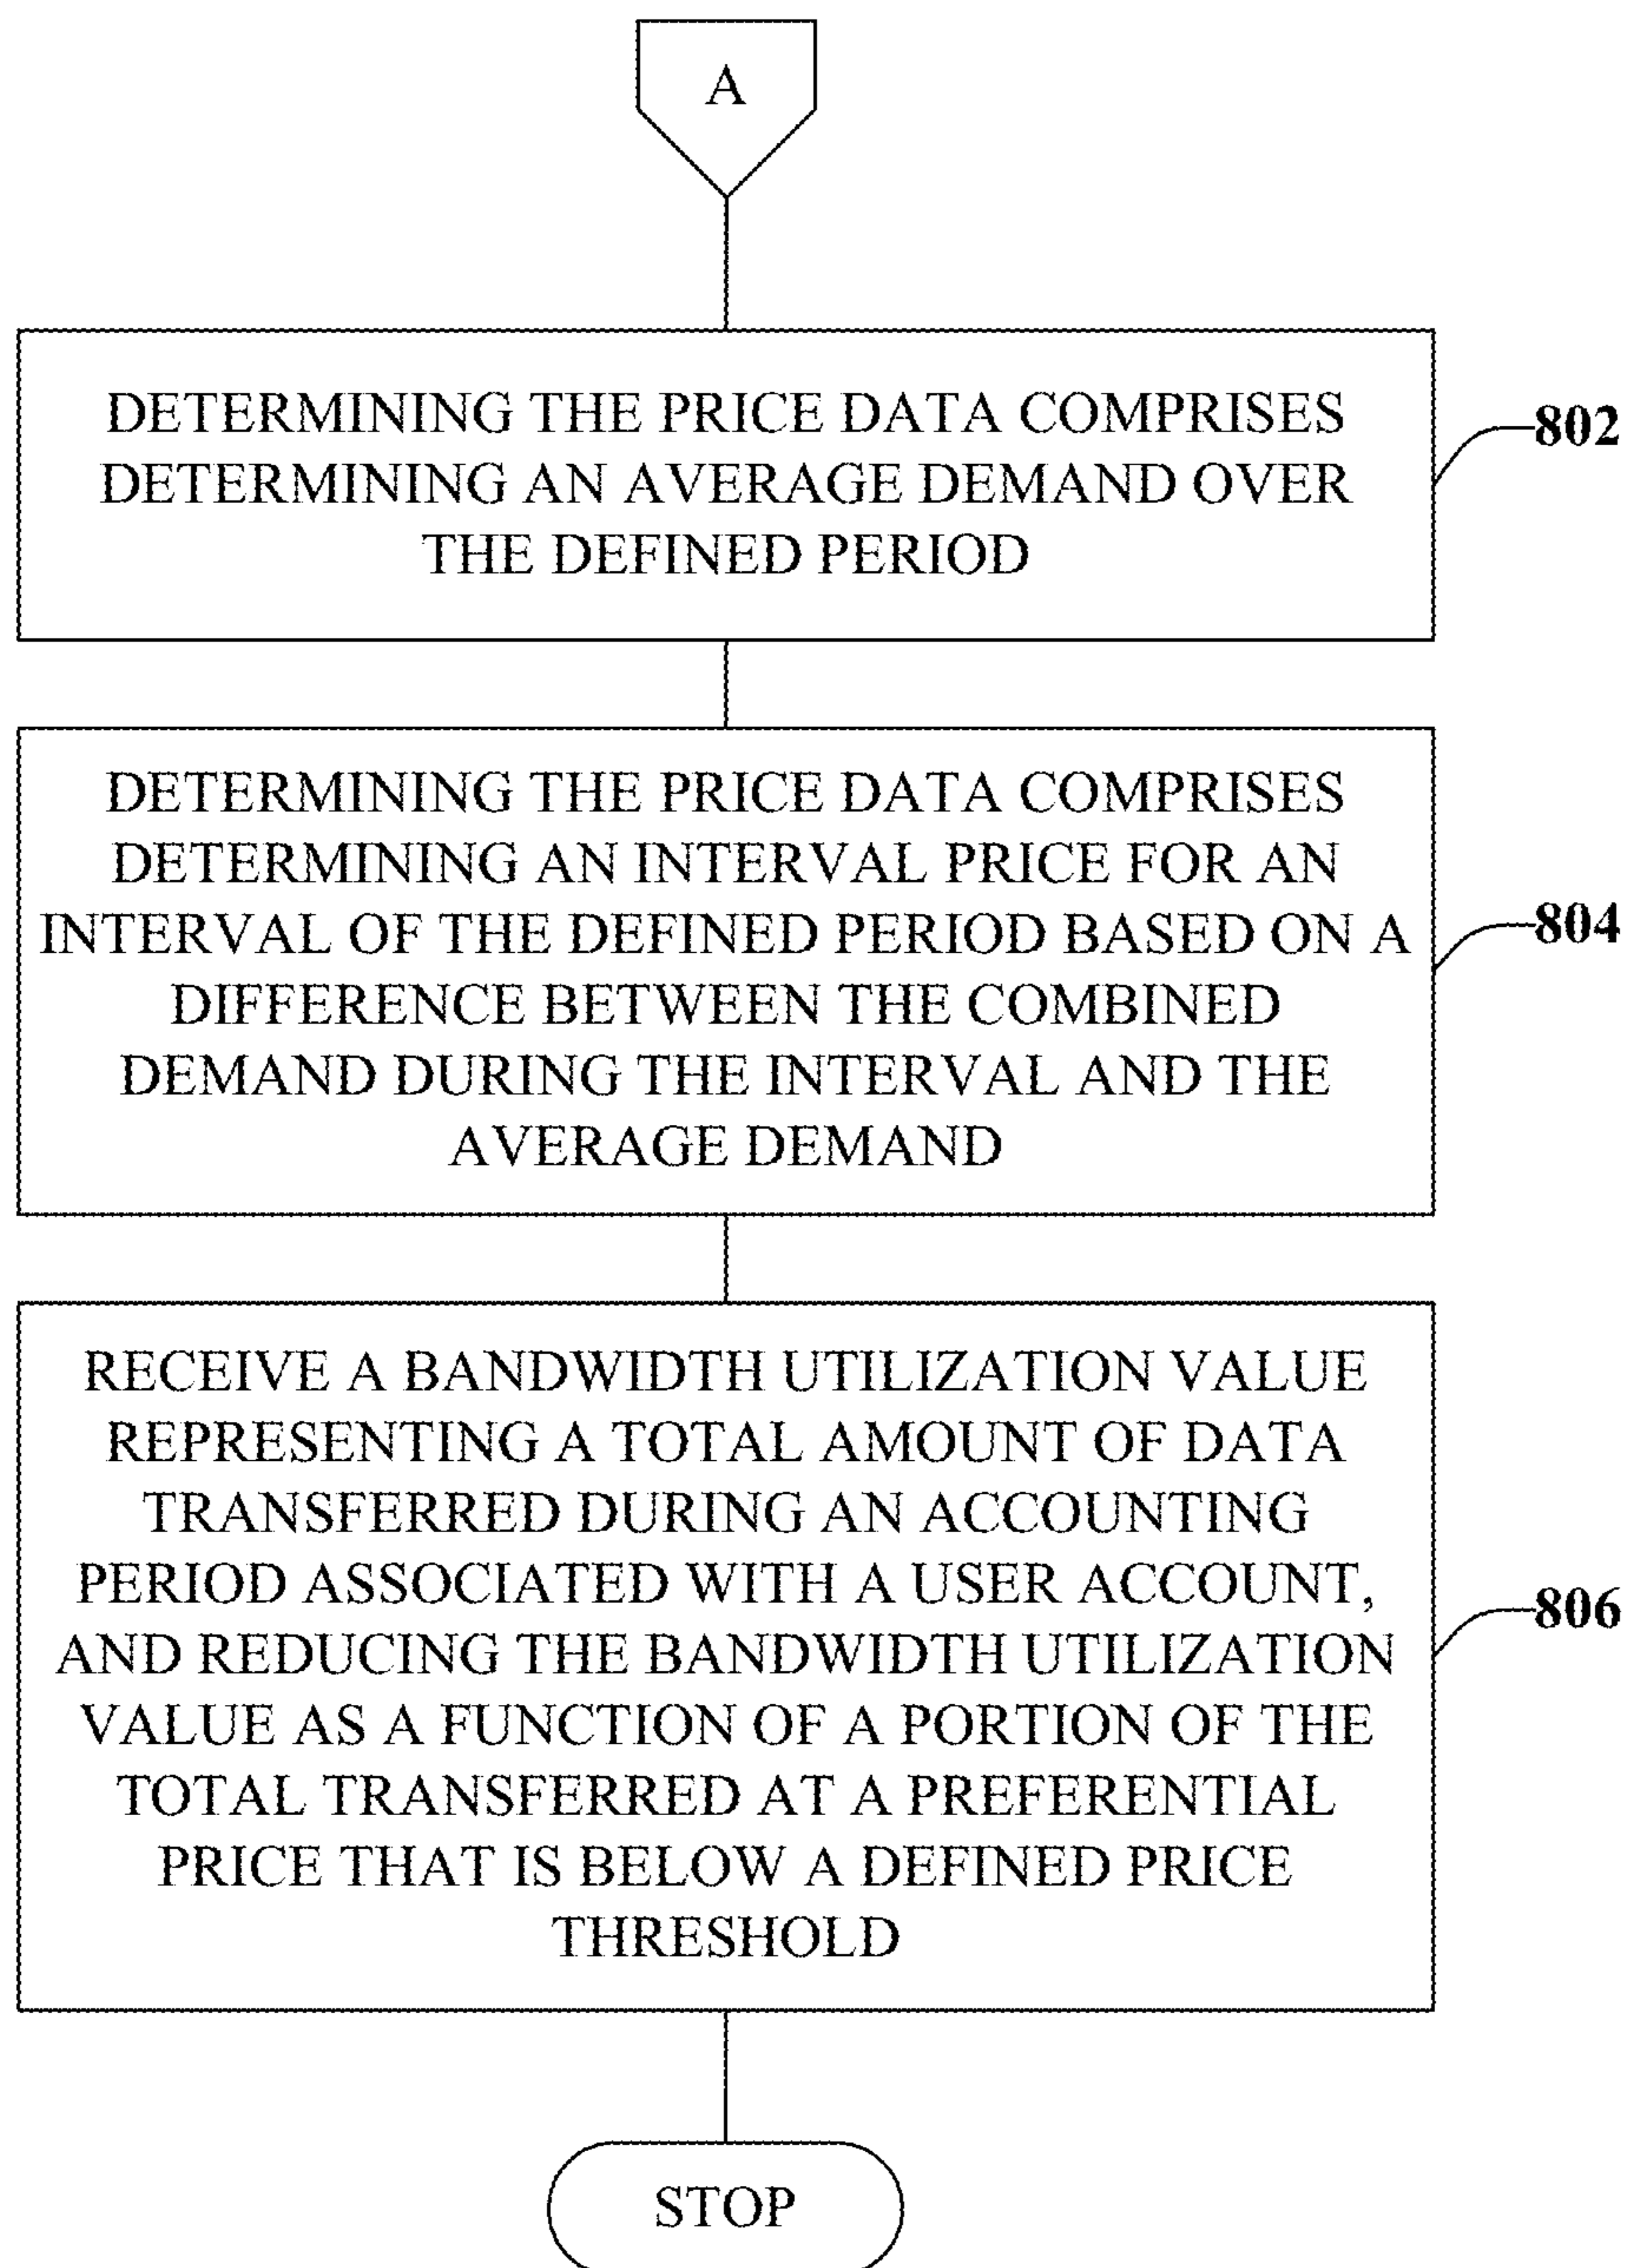 A
DETERMINING THE PRICE DATA COMPRISES
DETERMINING AN AVERAGE DEMAND OVER
THE DEFINED PERIOD
802
DETERMINING THE PRICE DATA COMPRISES
DETERMINING AN INTERVAL PRICE FOR AN
INTERVAL OF THE DEFINED PERIOD BASED ON A
DIFFERENCE BETWEEN THE COMBINED
DEMAND DURING THE INTERVAL AND THE
AVERAGE DEMAND
804
RECEIVE A BANDWIDTH UTILIZATION VALUE
REPRESENTING A TOTAL AMOUNT OF DATA
TRANSFERRED DURING AN ACCOUNTING
PERIOD ASSOCIATED WITH A USER ACCOUNT,
AND REDUCING THE BANDWIDTH UTILIZATION
VALUE AS A FUNCTION OF A PORTION OF THE
TOTAL TRANSFERRED AT A PREFERENTIAL
PRICE THAT IS BELOW A DEFINED PRICE
THRESHOLD
806
STOP